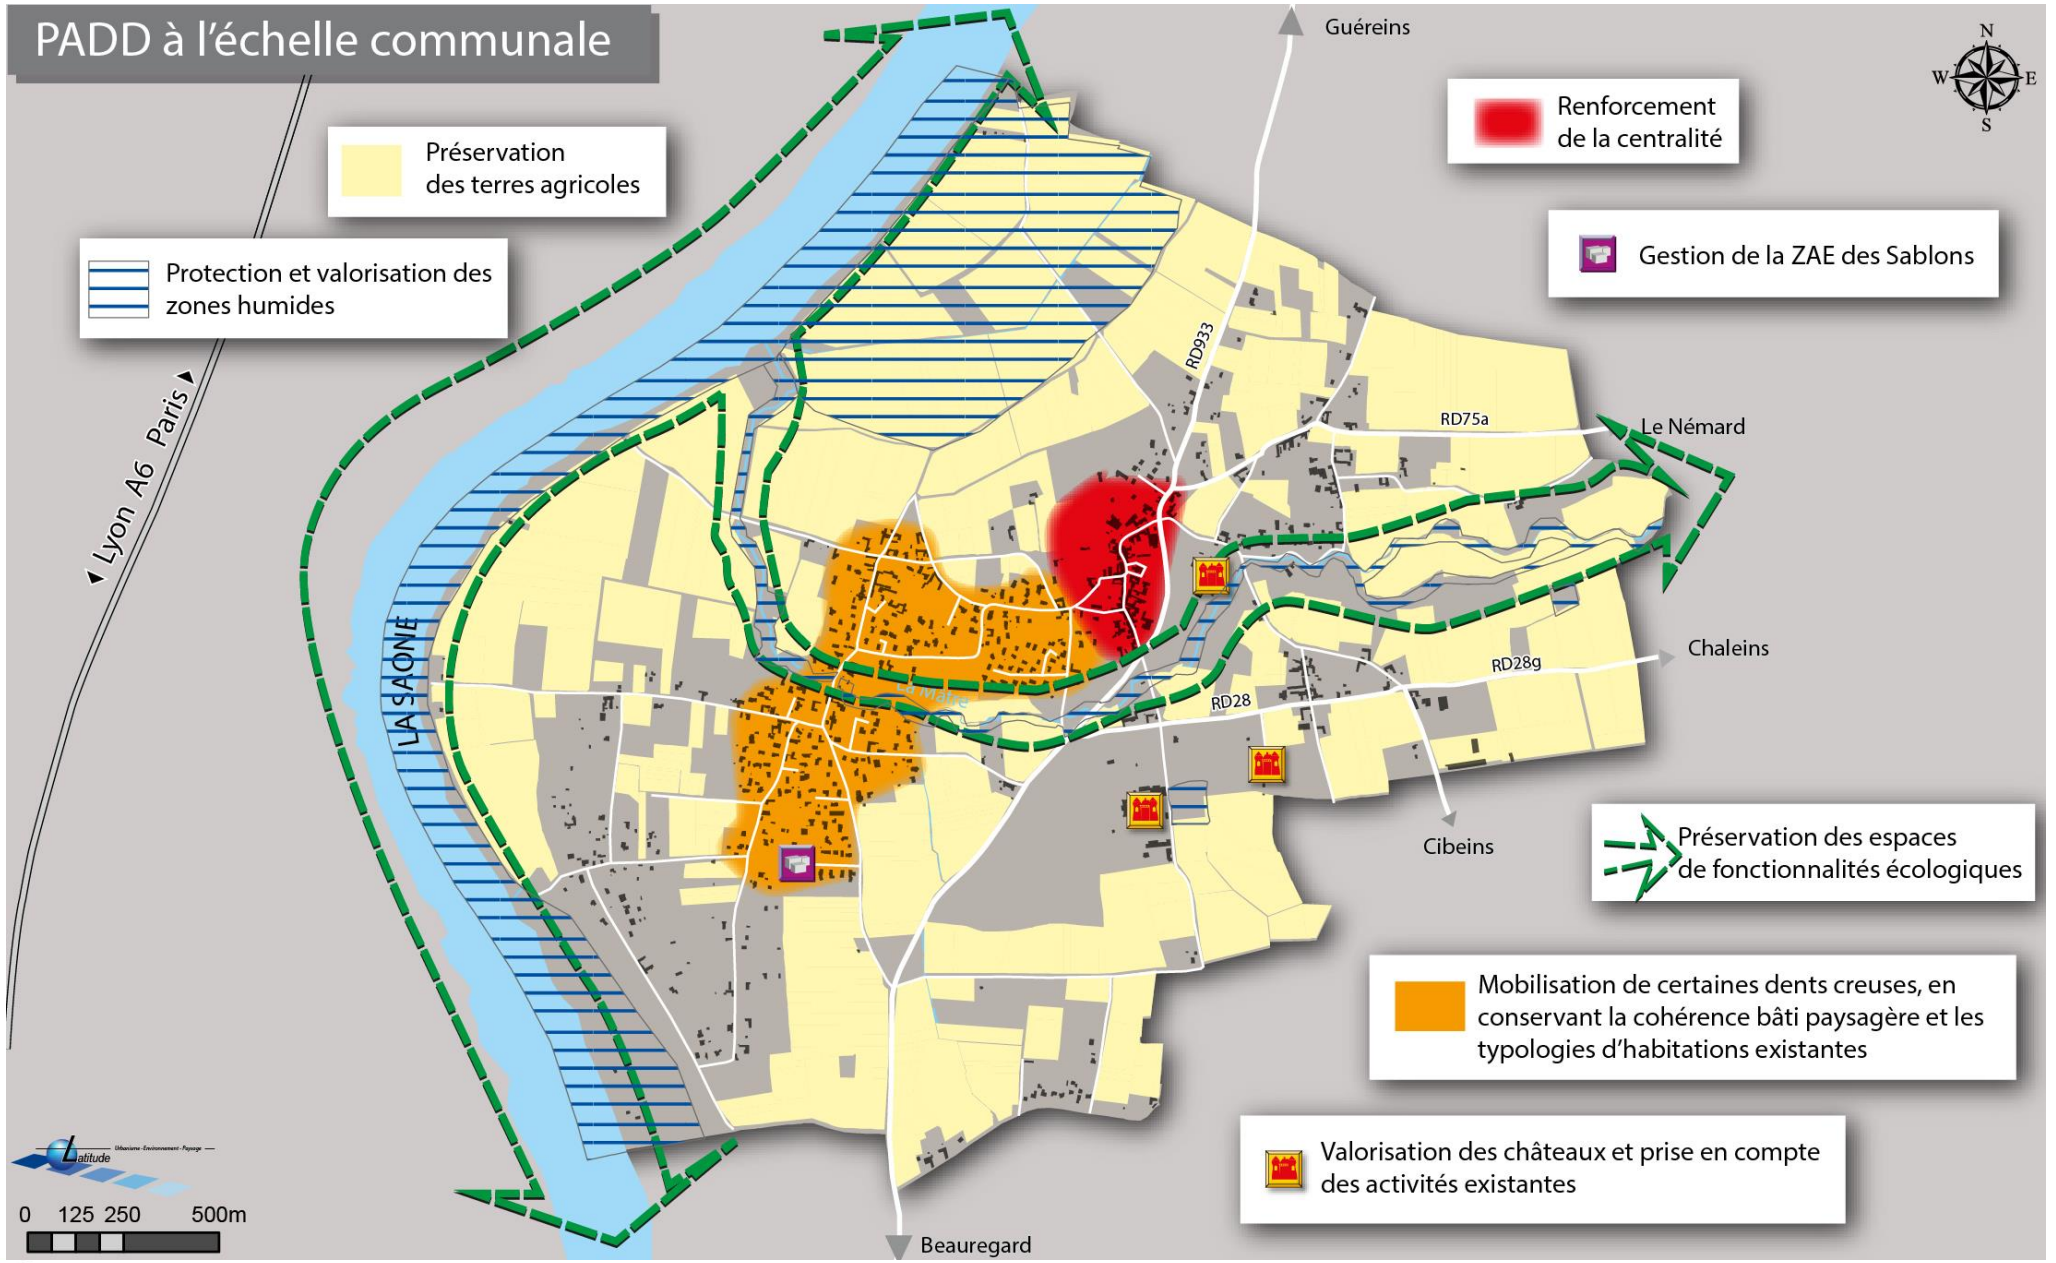 PADD à l'échelle communale
Guéreins
N
W
E
S
Renforcement
de la centralité
Préservation
des terres agricoles
Gestion de la ZAE des Sablons
Protection et valorisation des
zones humides
RD933
Lyon A6 Paris
RD75a
Le Némard
LA SAONE
Chaleins
RD28g
La Mâtre
RD28
Cibeins
Préservation des espaces
de fonctionnalités écologiques
Mobilisation de certaines dents creuses, en
conservant la cohérence bâti paysagère et les
typologies d'habitations existantes
Valorisation des châteaux et prise en compte
des activités existantes
Latitude
Urbanisme - Environnement - Paysage
0 125 250 500m
Beauregard